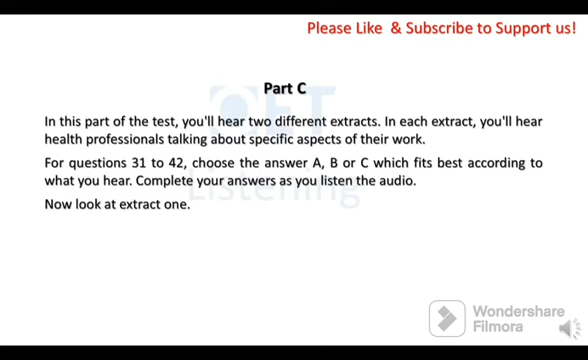 Please Like & Subscribe to Support us!
OET
Listening
Part C
In this part of the test, you'll hear two different extracts. In each extract, you'll hear
health professionals talking about specific aspects of their work.
For questions 31 to 42, choose the answer A, B or C which fits best according to
what you hear. Complete your answers as you listen the audio.
Now look at extract one.
Wondershare
Filmora